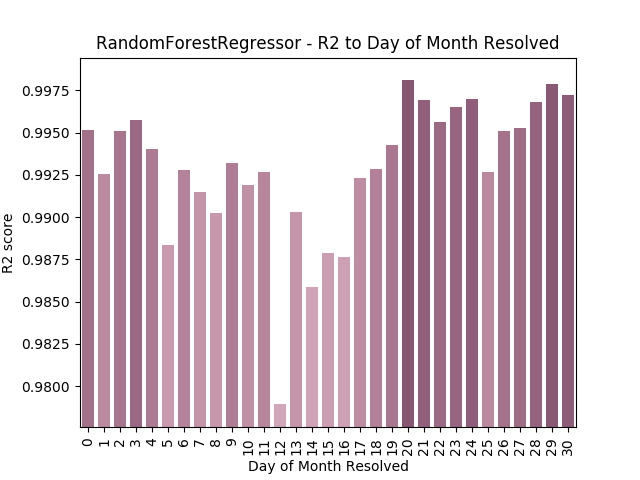 RandomForestRegressor - R2 to Day of Month Resolved
R2 score
0.9975
0.9950
0.9925
0.9900
0.9875
0.9850
0.9825
0.9800
0 1 2 3 4 5 6 7 8 9 10 11 12 13 14 15 16 17 18 19 20 21 22 23 24 25 26 27 28 29 30
Day of Month Resolved